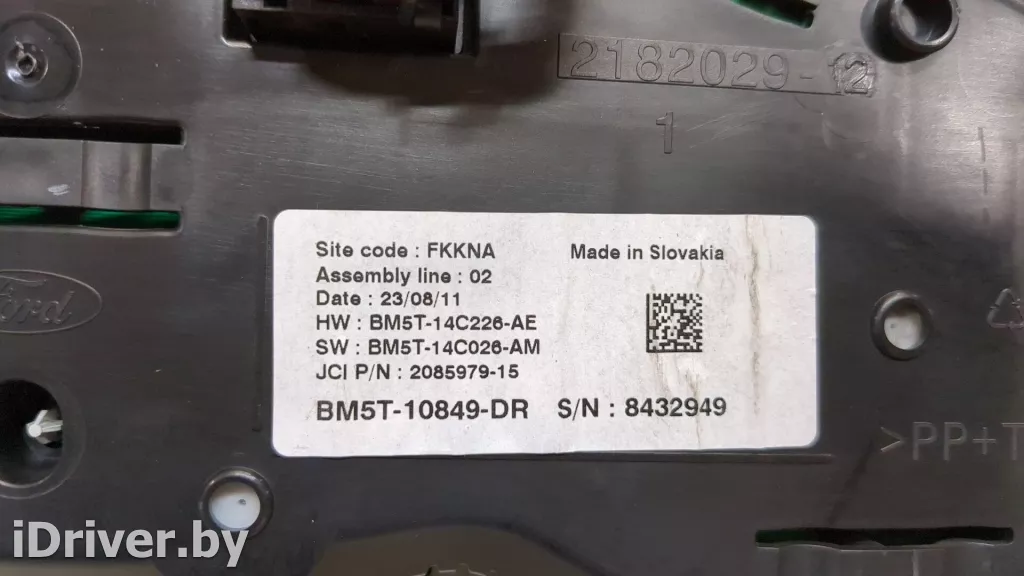 2182029-12
1
Site code : FKKNA
Made in Slovakia
Assembly line : 02
Date : 23/08/11
HW : BM5T-14C226-AE
SW : BM5T-14C026-AM
JCI P/N : 2085979-15
BM5T-10849-DR S/N : 8432949
Ford
>PP+T
iDriver.by